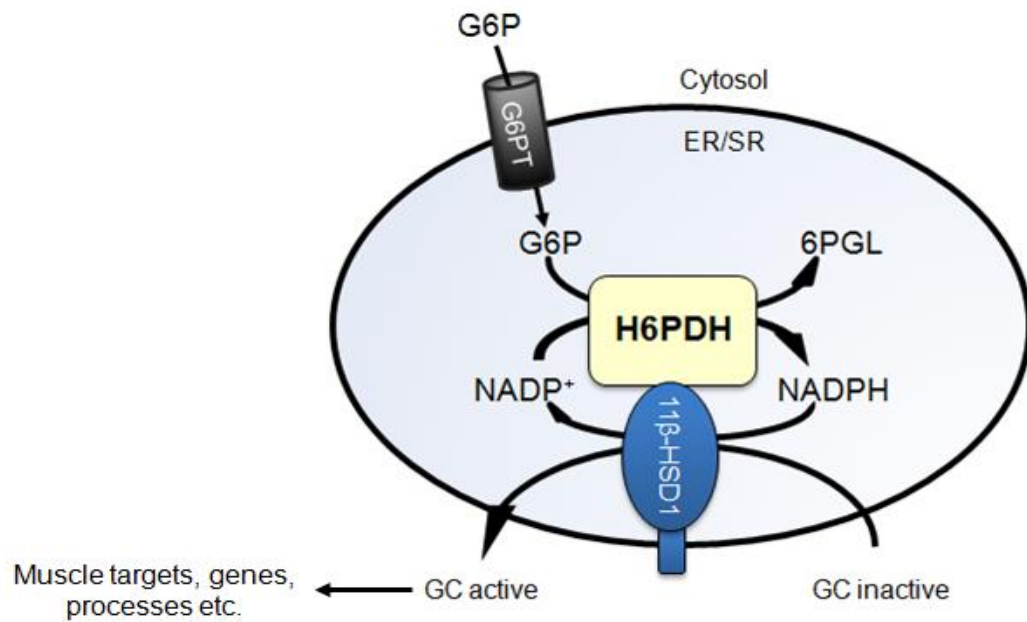 G6P
G6PT
Cytosol
ER/SR
G6P
6PGL
H6PDH
NADP⁺
NADPH
11β-HSD1
Muscle targets, genes,
processes etc.
GC active
GC inactive